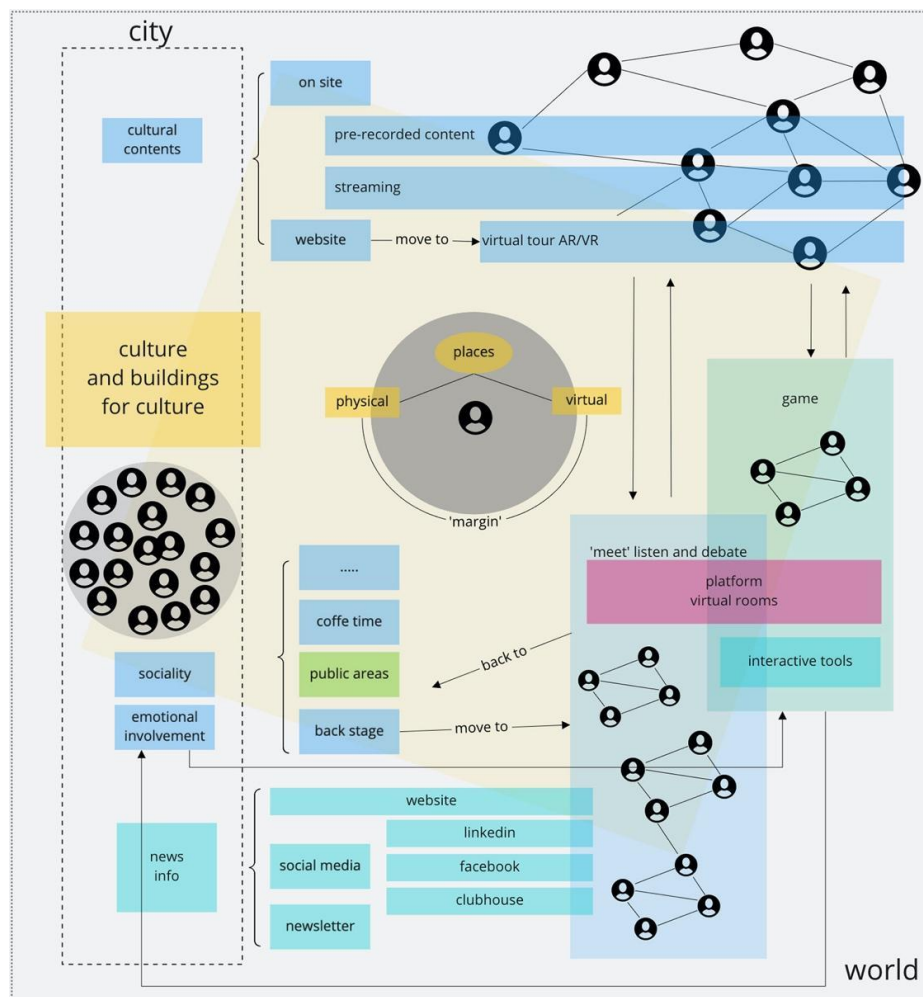 city
on site
cultural
contents
pre-recorded content
streaming
website
move to
virtual tour AR/VR
culture
and buildings
for culture
places
physical
virtual
'margin'
game
'meet' listen and debate
platform
virtual rooms
interactive tools
.....
coffe time
public areas
back stage
back to
move to
sociality
emotional
involvement
website
linkedin
social media
facebook
clubhouse
newsletter
news
info
world